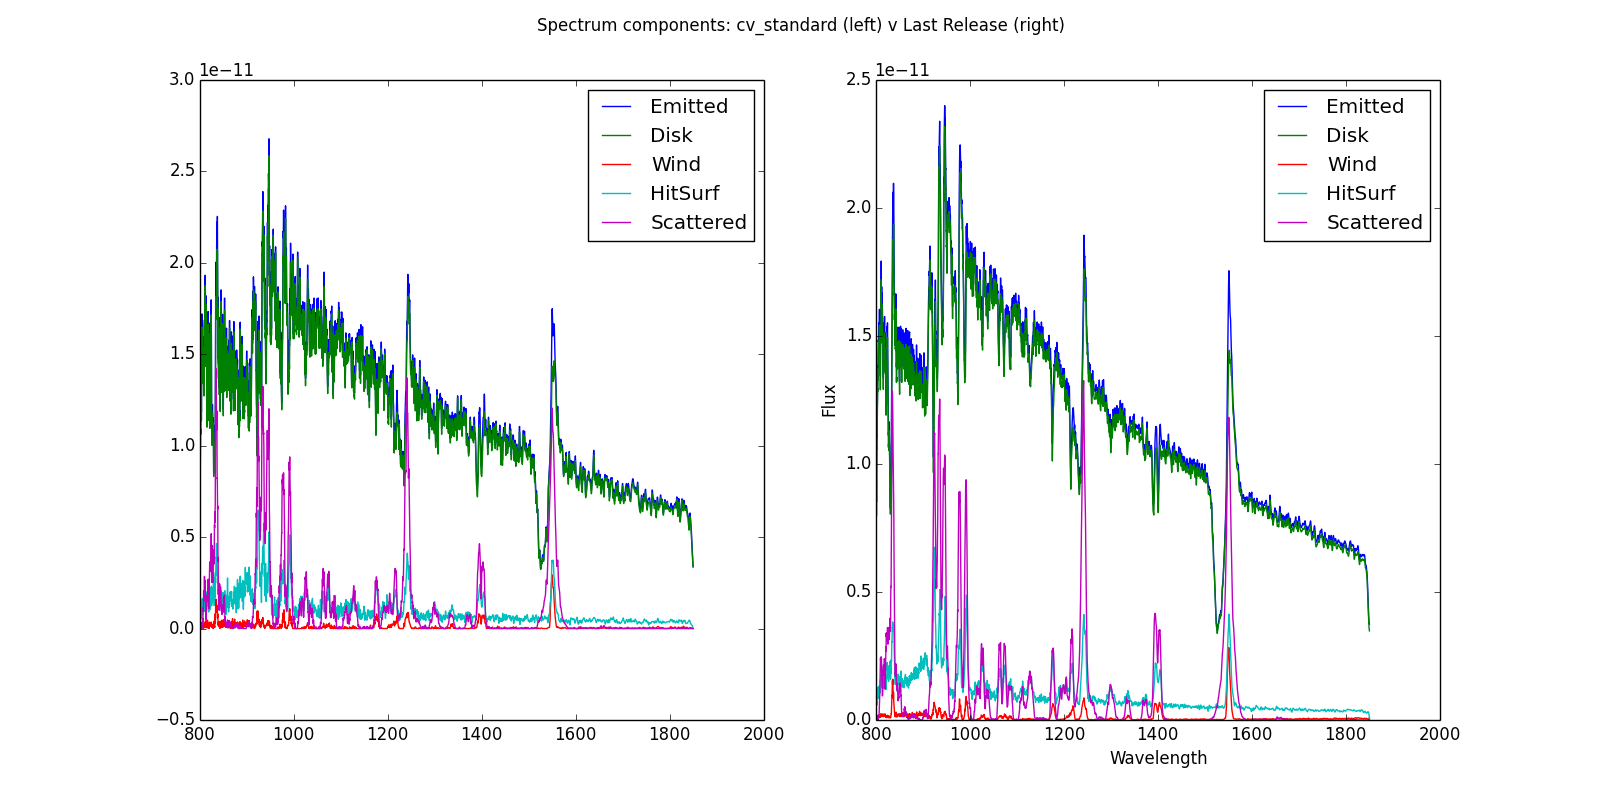 Spectrum components: cv_standard (left) v Last Release (right)
1e−11
3.0
2.5
2.0
1.5
1.0
0.5
0.0
−0.5
800
1000
1200
1400
1600
1800
2000
Emitted
Disk
Wind
HitSurf
Scattered
1e−11
2.5
2.0
1.5
1.0
0.5
0.0
Flux
800
1000
1200
1400
1600
1800
2000
Wavelength
Emitted
Disk
Wind
HitSurf
Scattered